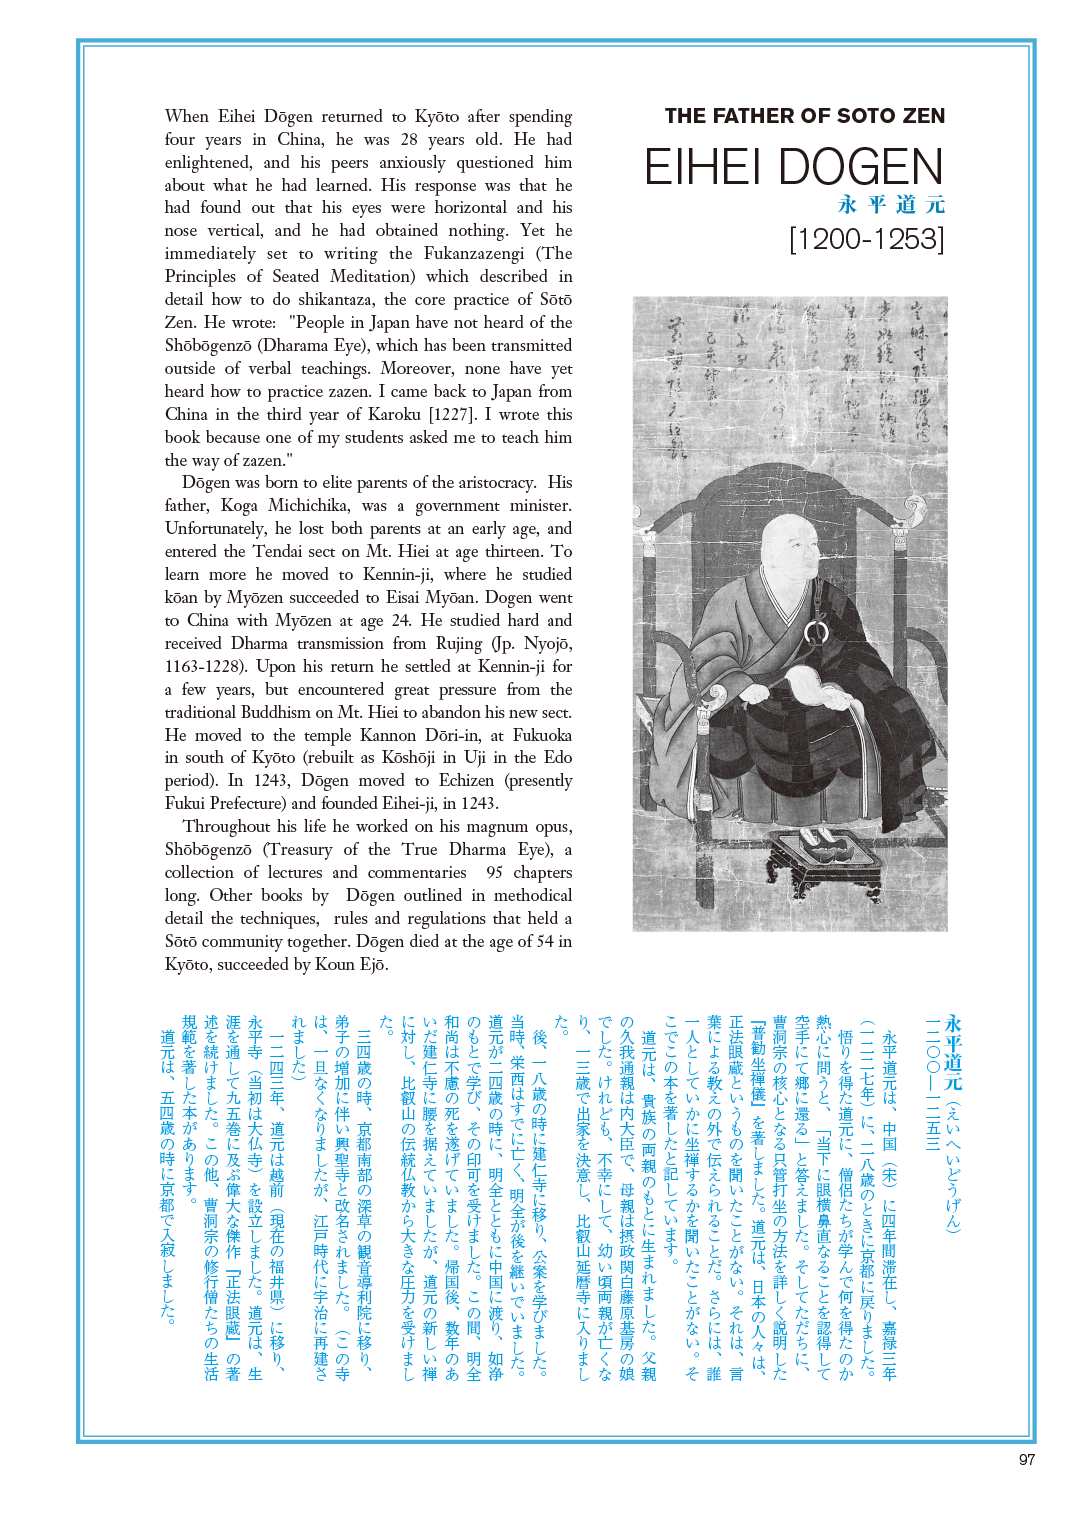 When Eihei Dōgen returned to Kyōto after spending
four years in China, he was 28 years old. He had
enlightened, and his peers anxiously questioned him
about what he had learned. His response was that he
had found out that his eyes were horizontal and his
nose vertical, and he had obtained nothing. Yet he
immediately set to writing the Fukanzazengi (The
Principles of Seated Meditation) which described in
detail how to do shikantaza, the core practice of Sōtō
Zen. He wrote:  "People in Japan have not heard of the
Shōbōgenzō (Dharama Eye), which has been transmitted
outside of verbal teachings. Moreover, none have yet
heard how to practice zazen. I came back to Japan from
China in the third year of Karoku [1227]. I wrote this
book because one of my students asked me to teach him
the way of zazen."
Dōgen was born to elite parents of the aristocracy.  His
father, Koga Michichika, was a government minister.
Unfortunately, he lost both parents at an early age, and
entered the Tendai sect on Mt. Hiei at age thirteen. To
learn more he moved to Kennin-ji, where he studied
kōan by Myōzen succeeded to Eisai Myōan. Dogen went
to China with Myōzen at age 24. He studied hard and
received Dharma transmission from Rujing (Jp. Nyojō,
1163-1228). Upon his return he settled at Kennin-ji for
a few years, but encountered great pressure from the
traditional Buddhism on Mt. Hiei to abandon his new sect.
He moved to the temple Kannon Dōri-in, at Fukuoka
in south of Kyōto (rebuilt as Kōshōji in Uji in the Edo
period). In 1243, Dōgen moved to Echizen (presently
Fukui Prefecture) and founded Eihei-ji, in 1243.
Throughout his life he worked on his magnum opus,
Shōbōgenzō (Treasury of the True Dharma Eye), a
collection of lectures and commentaries  95 chapters
long. Other books by  Dōgen outlined in methodical
detail the techniques,  rules and regulations that held a
Sōtō community together. Dōgen died at the age of 54 in
Kyōto, succeeded by Koun Ejō.
THE FATHER OF SOTO ZEN
EIHEI DOGEN
永平道元
[1200-1253]
永平道元（えいへいどうげん）
一二〇〇—一二五三
永平道元は、中国（宋）に四年間滞在し、嘉禄三年
（一二二七年）に、二八歳のときに京都に戻りました。
悟りを得た道元に、僧侶たちが学んで何を得たのか
熱心に問うと、「当下に眼横鼻直なることを認得して
空手にて郷に還る」と答えました。そしてただちに、
曹洞宗の核心となる只管打坐の方法を詳しく説明した
『普勧坐禅儀』を著しました。道元は、日本の人々は、
正法眼蔵というものを聞いたことがない。それは、言
葉による教えの外で伝えられることだ。さらには、誰
一人としていかに坐禅するかを聞いたことがない。そ
こでこの本を著したと記しています。
道元は、貴族の両親のもとに生まれました。父親
の久我通親は内大臣で、母親は摂政関白藤原基房の娘
でした。けれども、不幸にして、幼い頃両親が亡くな
り、一三歳で出家を決意し、比叡山延暦寺に入りまし
た。
後、一八歳の時に建仁寺に移り、公案を学びました。
当時、栄西はすでに亡く、明全が後を継いでいました。
道元が二四歳の時に、明全とともに中国に渡り、如浄
のもとで学び、その印可を受けました。この間、明全
和尚は不慮の死を遂げていました。帰国後、数年のあ
いだ建仁寺に腰を据えていましたが、道元の新しい禅
に対し、比叡山の伝統仏教から大きな圧力を受けまし
た。
三四歳の時、京都南部の深草の観音導利院に移り、
弟子の増加に伴い興聖寺と改名されました。（この寺
は、一旦なくなりましたが、江戸時代に宇治に再建さ
れました）
一二四三年、道元は越前（現在の福井県）に移り、
永平寺（当初は大仏寺）を設立しました。道元は、生
涯を通して九五巻に及ぶ偉大な傑作『正法眼蔵』の著
述を続けました。この他、曹洞宗の修行僧たちの生活
規範を著した本があります。
道元は、五四歳の時に京都で入寂しました。
97